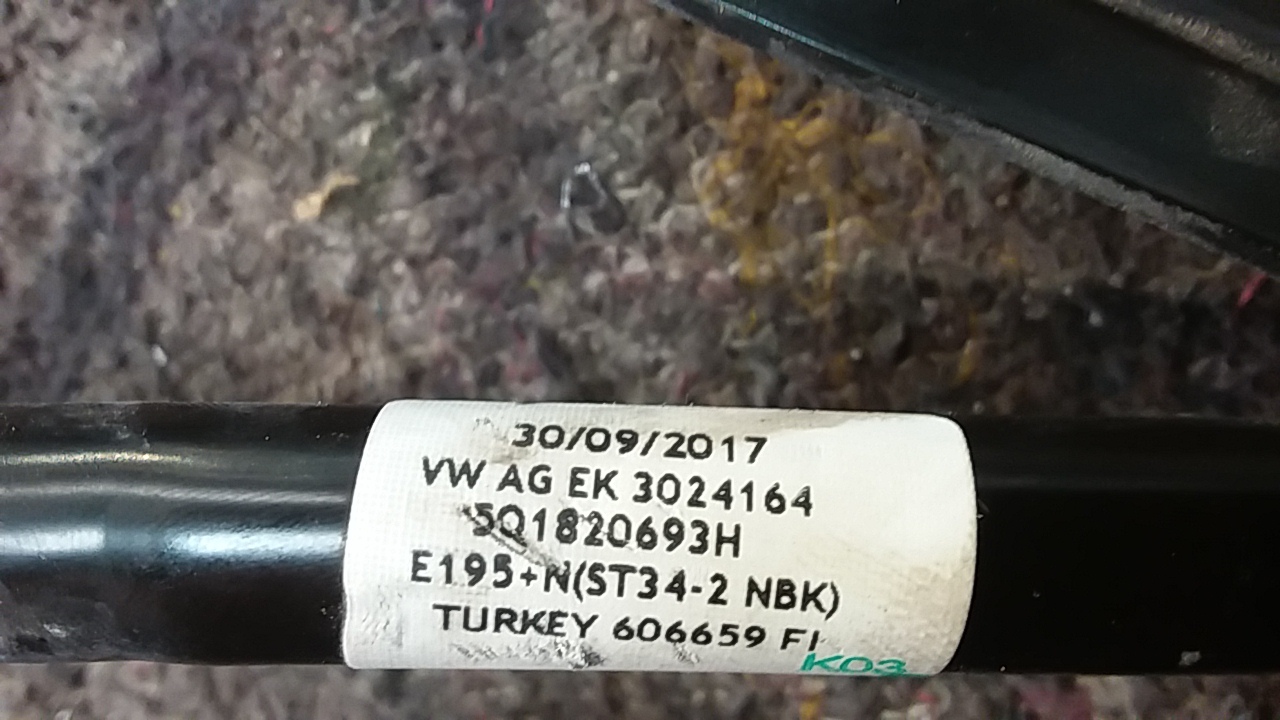 30/09/2017
VW AG EK 3024164
5Q1820693H
E195+N(ST34-2 NBK)
TURKEY 606659 FI
K03